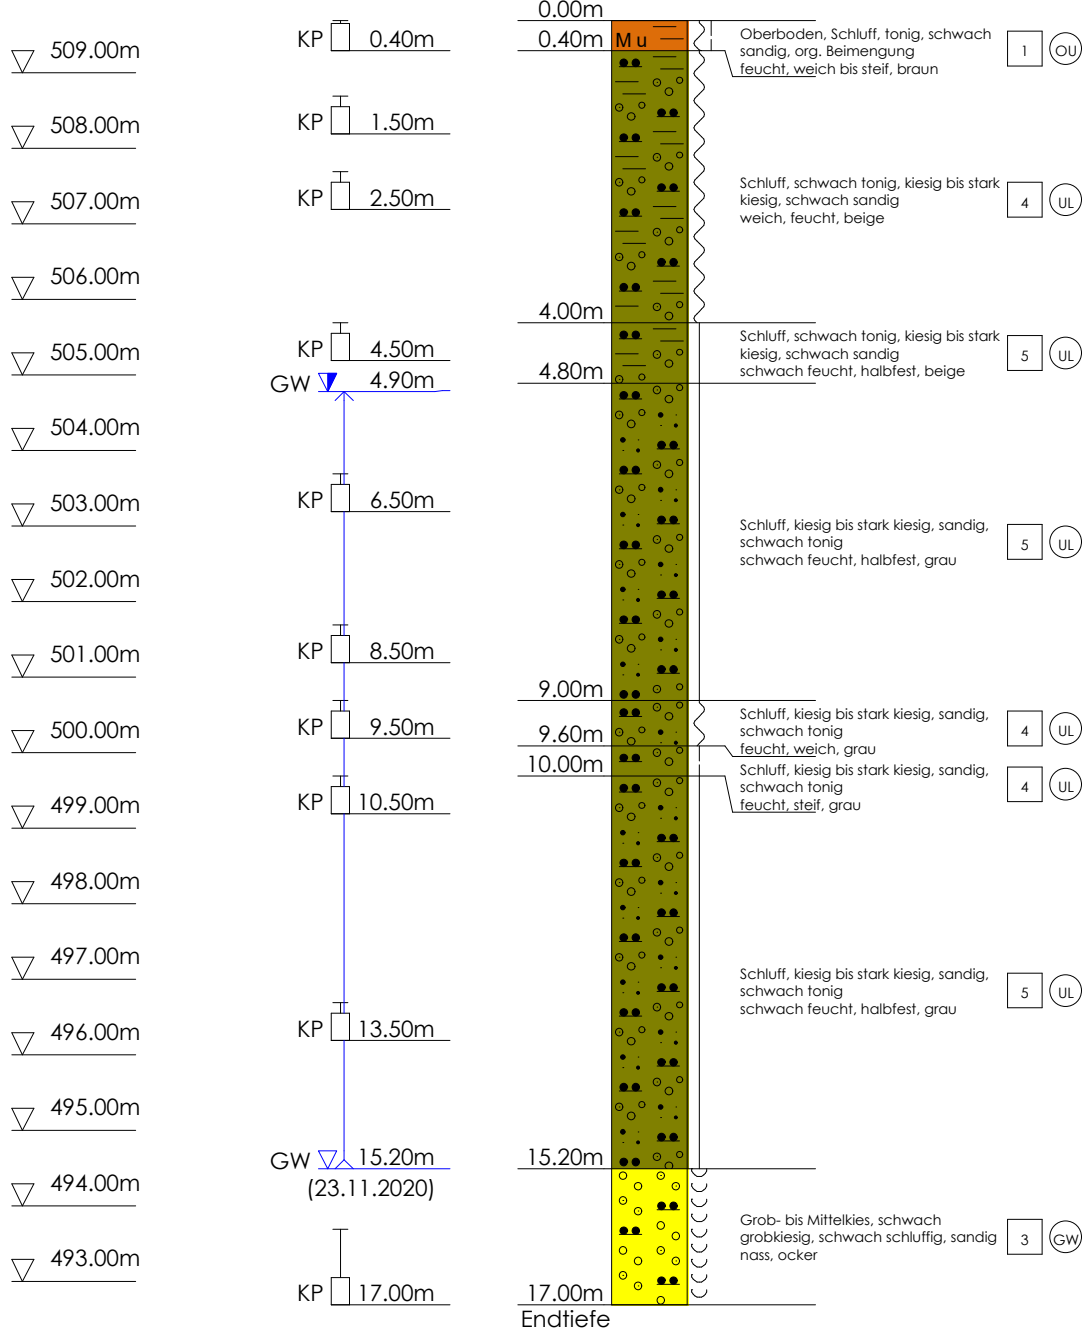 0.00m
KP 0.40m
0.40m
Mu
Oberboden, Schluff, tonig, schwach
sandig, org. Beimengung
feucht, weich bis steif, braun
1 OU
509.00m
KP 1.50m
508.00m
KP 2.50m
507.00m
Schluff, schwach tonig, kiesig bis stark
kiesig, schwach sandig
weich, feucht, beige
4 UL
506.00m
4.00m
KP 4.50m
505.00m
Schluff, schwach tonig, kiesig bis stark
kiesig, schwach sandig
schwach feucht, halbfest, beige
5 UL
GW 4.90m
4.80m
504.00m
KP 6.50m
503.00m
Schluff, kiesig bis stark kiesig, sandig,
schwach tonig
schwach feucht, halbfest, grau
5 UL
502.00m
KP 8.50m
501.00m
9.00m
KP 9.50m
500.00m
Schluff, kiesig bis stark kiesig, sandig,
schwach tonig
feucht, weich, grau
4 UL
9.60m
10.00m
Schluff, kiesig bis stark kiesig, sandig,
schwach tonig
feucht, steif, grau
4 UL
KP 10.50m
499.00m
498.00m
497.00m
Schluff, kiesig bis stark kiesig, sandig,
schwach tonig
schwach feucht, halbfest, grau
5 UL
KP 13.50m
496.00m
495.00m
GW 15.20m
(23.11.2020)
15.20m
494.00m
Grob- bis Mittelkies, schwach
grobkiesig, schwach schluffig, sandig
nass, ocker
3 GW
493.00m
KP 17.00m
17.00m
Endtiefe